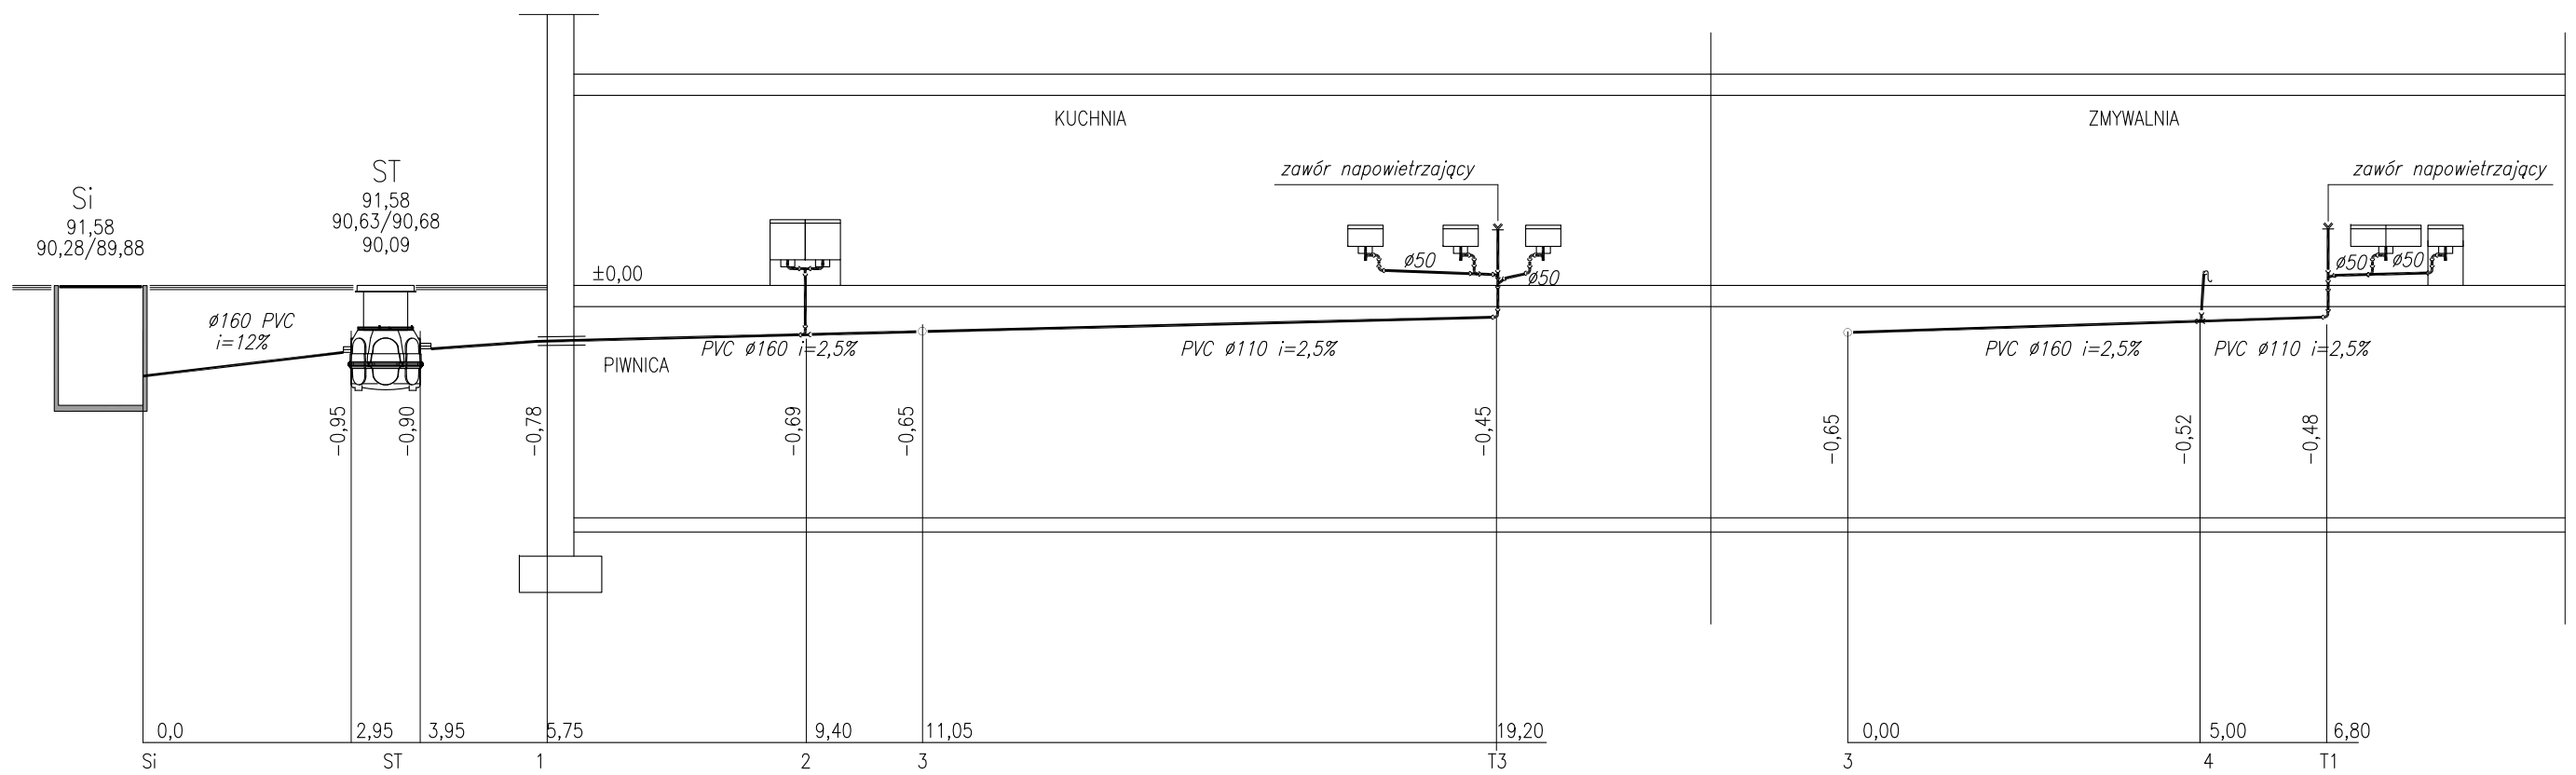 KUCHNIA
ZMYWALNIA
zawór napowietrzający
zawór napowietrzający
Si
91,58
90,28/89,88
ST
91,58
90,63/90,68
90,09
±0,00
ø50
ø50
ø50
ø50
ø160 PVC
i=12%
PVC ø160 i=2,5%
PVC ø110 i=2,5%
PVC ø160 i=2,5%
PVC ø110 i=2,5%
PIWNICA
-0,95
-0,90
-0,78
-0,69
-0,65
-0,45
-0,65
-0,52
-0,48
0,0
2,95
3,95
5,75
9,40
11,05
19,20
0,00
5,00
6,80
Si
ST
1
2
3
T3
3
4
T1